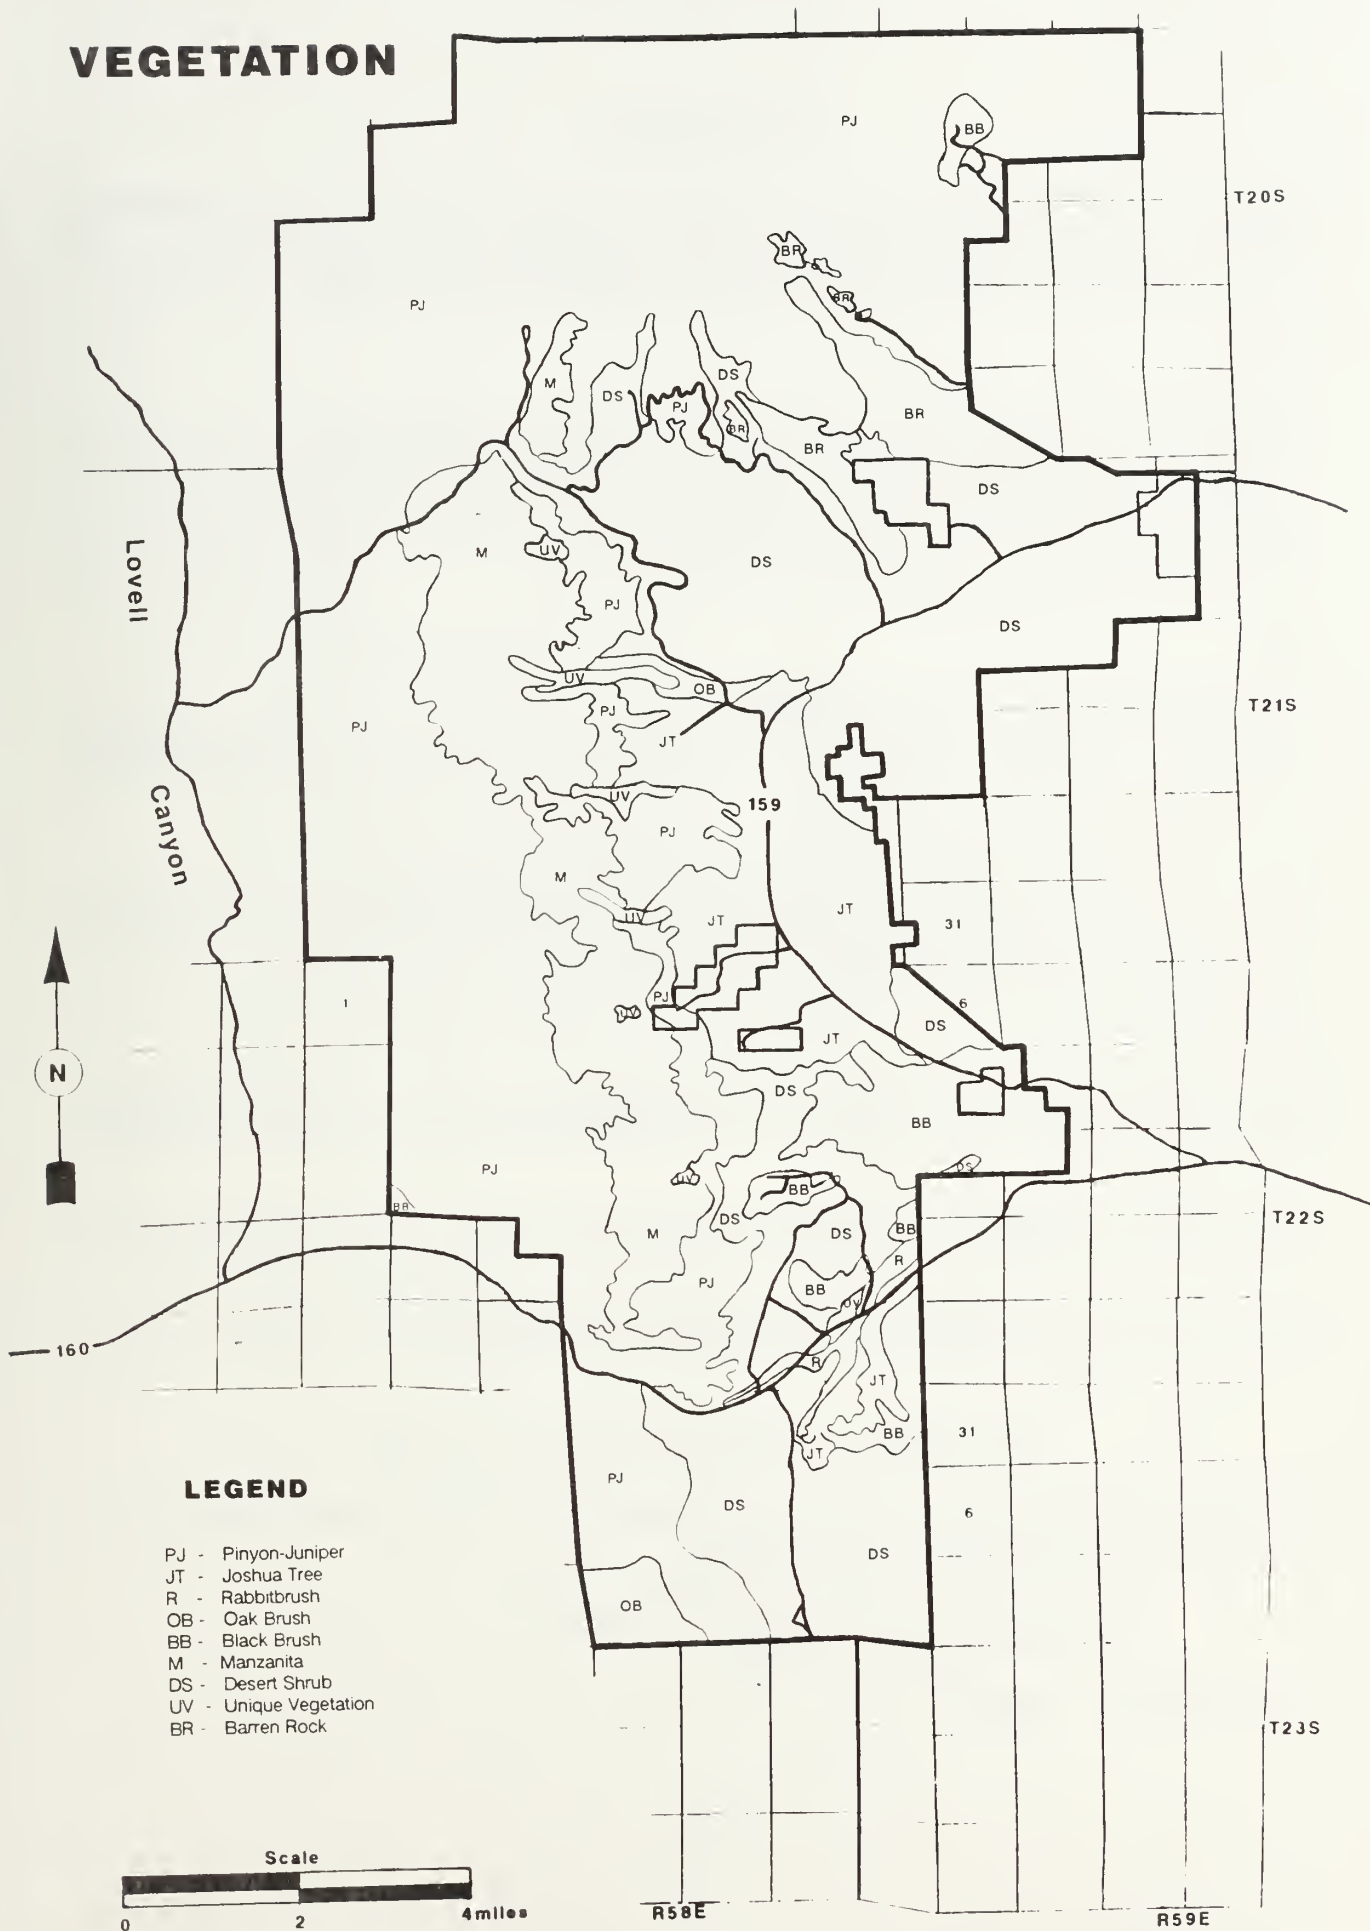 VEGETATION
PJ
BB
T20S
BR
PJ
BR
M
DS
DS
PJ
BR
BR
BR
DS
M
UV
DS
Lovell
PJ
DS
UV
OB
PJ
JT
PJ
T21S
Canyon
159
UV
PJ
M
UV
JT
JT
31
PJ
1
6
UV
DS
JT
N
DS
BB
PJ
UV
DS
BB
BR
DS
M
DS
BB
T22S
R
PJ
BB
UV
160
R
JT
BB
31
JT
PJ
DS
6
DS
OB
LEGEND
PJ - Pinyon-Juniper
JT - Joshua Tree
R - Rabbitbrush
OB - Oak Brush
BB - Black Brush
M - Manzanita
DS - Desert Shrub
UV - Unique Vegetation
BR - Barren Rock
T23S
Scale
0 2 4miles
R58E
R59E